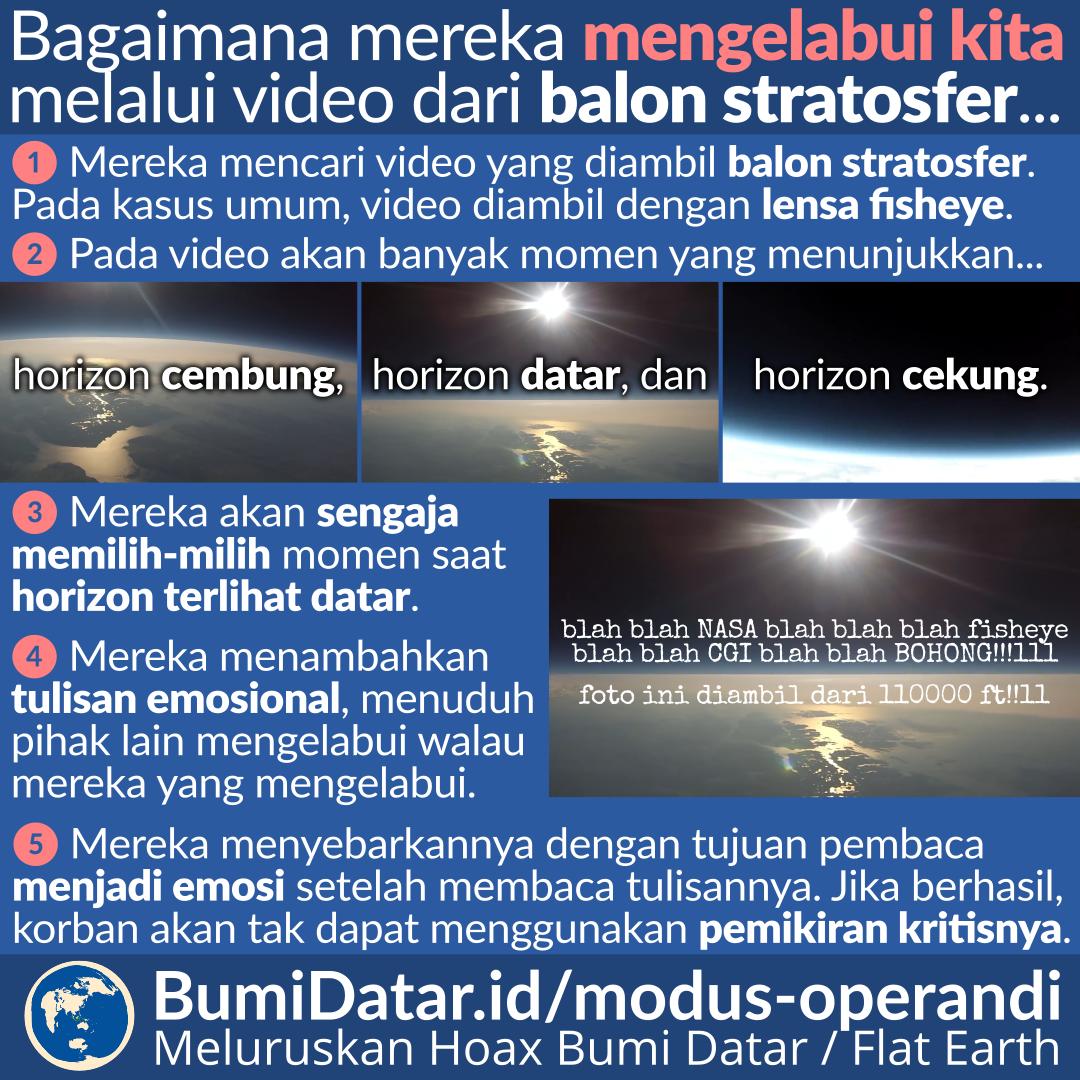 Bagaimana mereka mengelabui kita
melalui video dari balon stratosfer...
1 Mereka mencari video yang diambil balon stratosfer.
Pada kasus umum, video diambil dengan lensa fisheye.
2 Pada video akan banyak momen yang menunjukkan...
horizon cembung,
horizon datar, dan
horizon cekung.
3 Mereka akan sengaja
memilih-milih momen saat
horizon terlihat datar.
4 Mereka menambahkan
tulisan emosional, menuduh
pihak lain mengelabui walau
mereka yang mengelabui.
blah blah NASA blah blah blah fisheye
blah blah CGI blah blah BOHONG!!!111
foto ini diambil dari 110000 ft!!11
5 Mereka menyebarkannya dengan tujuan pembaca
menjadi emosi setelah membaca tulisannya. Jika berhasil,
korban akan tak dapat menggunakan pemikiran kritisnya.
BumiDatar.id/modus-operandi
Meluruskan Hoax Bumi Datar / Flat Earth